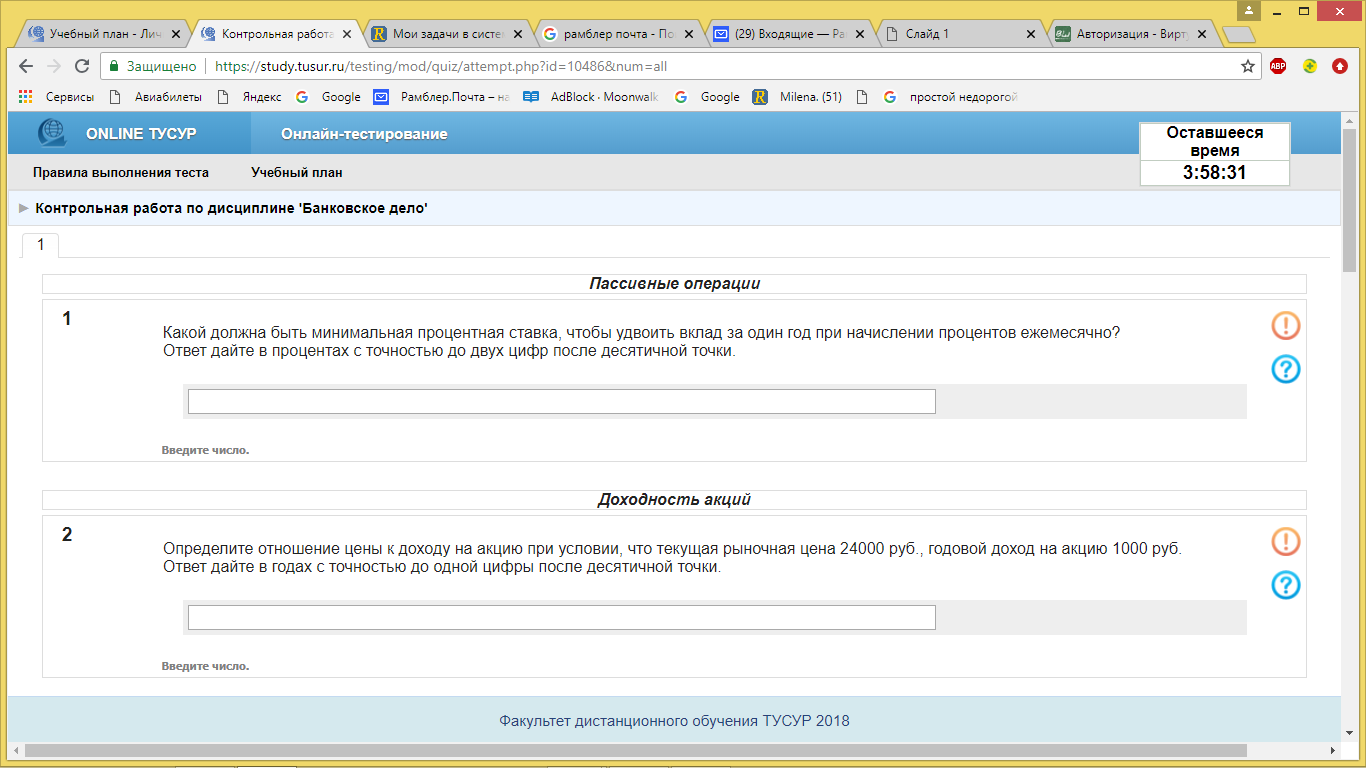 Учебный план - Лич
Контрольная работа
Мои задачи в систе
рамблер почта - По
(29) Входящие — Ра
Слайд 1
Авторизация - Вирту
Защищено
https://study.tusur.ru/testing/mod/quiz/attempt.php?id=10486&num=all
ABP
Сервисы
Авиабилеты
Яндекс
Google
Рамблер.Почта – на
AdBlock · Moonwalk
Google
Milena. (51)
простой недорогой
ONLINE ТУСУР
Онлайн-тестирование
Оставшееся
время
3:58:31
Правила выполнения теста
Учебный план
Контрольная работа по дисциплине 'Банковское дело'
1
Пассивные операции
1
Какой должна быть минимальная процентная ставка, чтобы удвоить вклад за один год при начислении процентов ежемесячно?
Ответ дайте в процентах с точностью до двух цифр после десятичной точки.
Введите число.
Доходность акций
2
Определите отношение цены к доходу на акцию при условии, что текущая рыночная цена 24000 руб., годовой доход на акцию 1000 руб.
Ответ дайте в годах с точностью до одной цифры после десятичной точки.
Введите число.
Факультет дистанционного обучения ТУСУР 2018